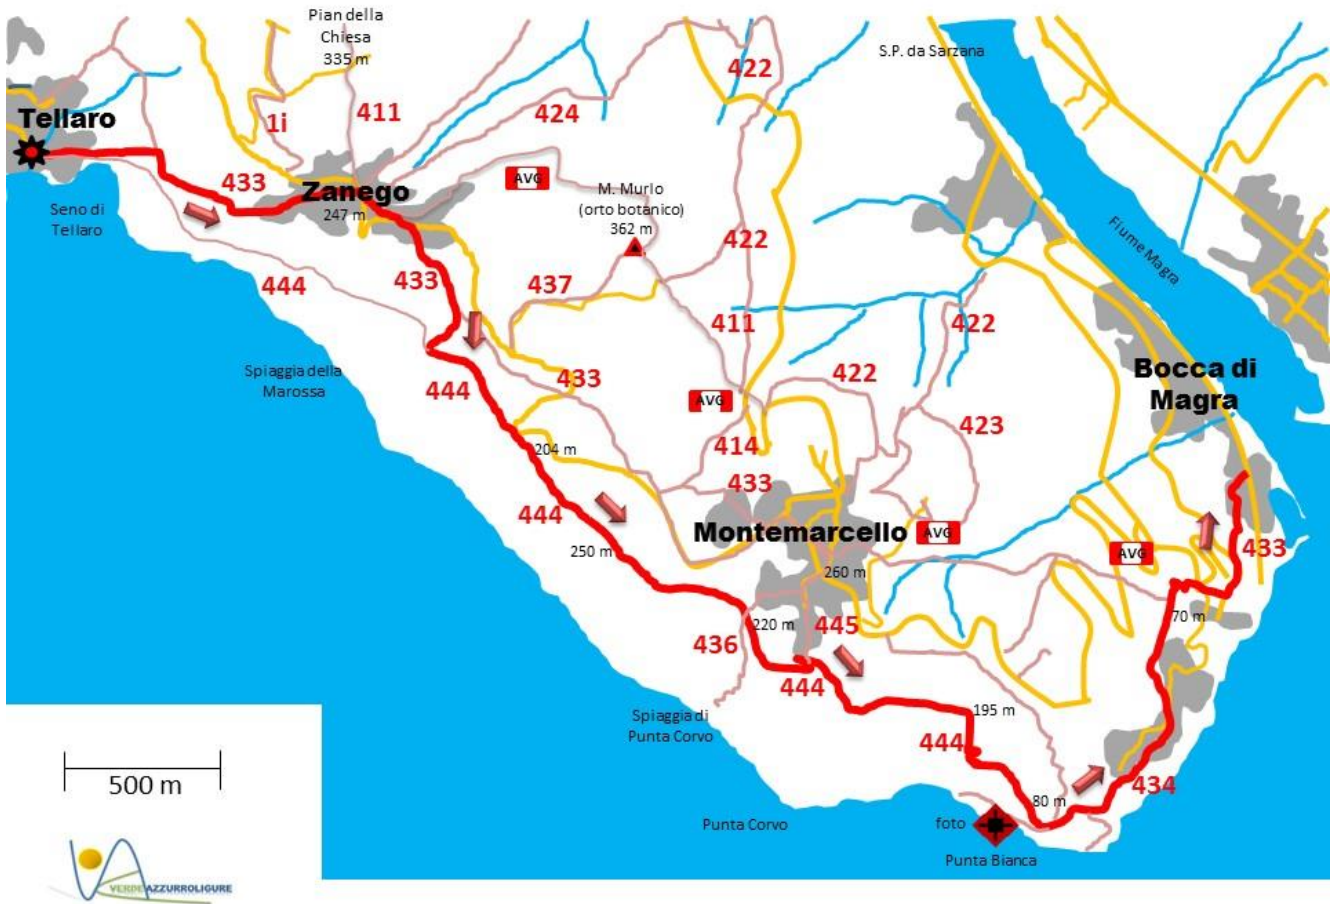 Pian della
Chiesa
335 m
S.P. da Sarzana
422
Tellaro
1i
411
424
433
Zanego
247 m
AVG
M. Murlo
(orto botanico)
362 m
Seno di
Tellaro
422
Fiume Magra
444
433
437
411
422
Spiaggia della
Marossa
444
433
422
Bocca di
Magra
AVG
414
423
204 m
433
444
Montemarcello
AVG
250 m
260 m
AVG
433
220 m
445
70 m
436
444
Spiaggia di
Punta Corvo
195 m
444
500 m
434
80 m
Punta Corvo
foto
Punta Bianca
VERDEAZZURROLIGURE